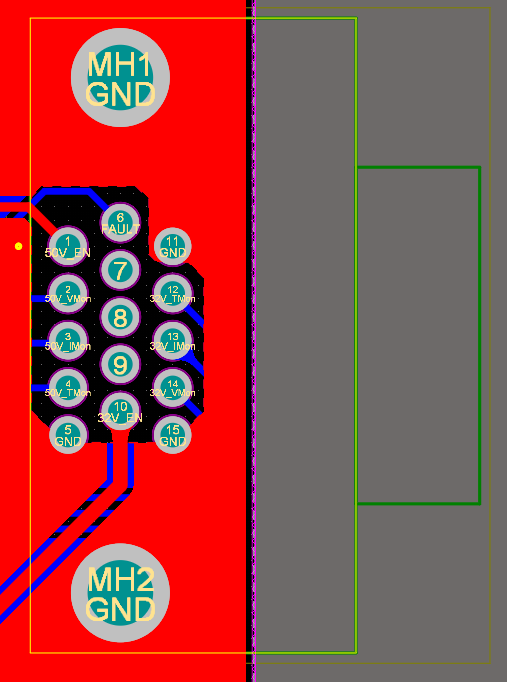 MH1
GND
6
FAULT
1
50V_EN
11
GND
7
2
50V_VMon
12
32V_TMon
8
3
50V_IMon
13
32V_IMon
9
4
50V_TMon
14
32V_VMon
10
32V_EN
5
GND
15
GND
MH2
GND